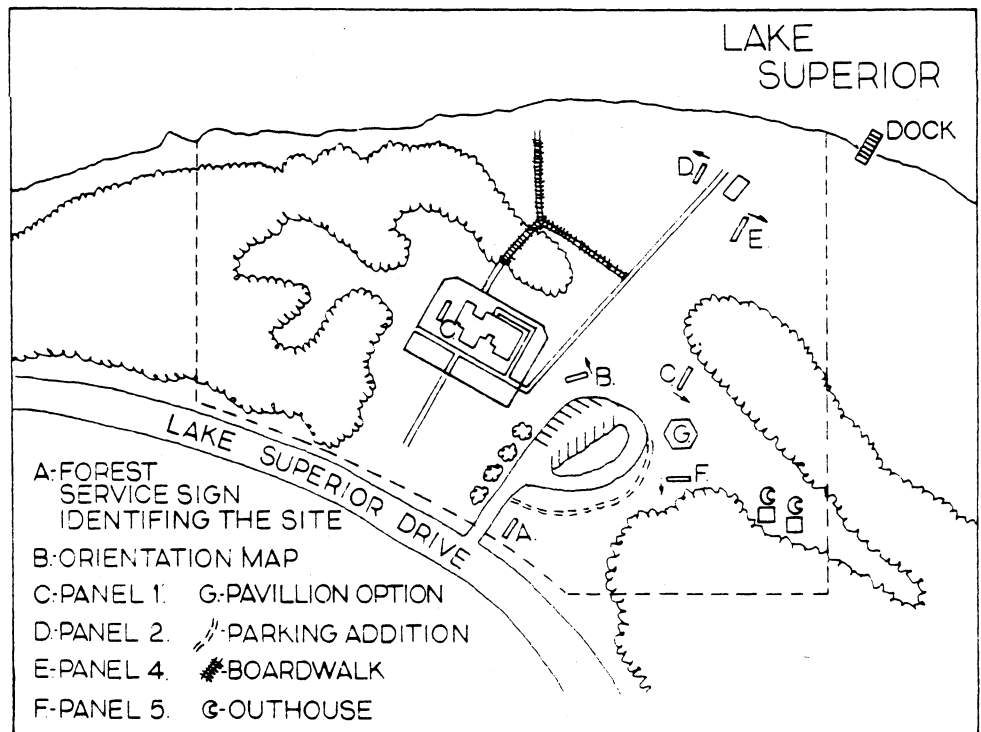 LAKE
SUPERIOR
DOCK
D.
E.
C
B.
C.
G
F.
A.
LAKE SUPERIOR DRIVE
A.-FOREST
SERVICE SIGN
IDENTIFING THE SITE
B.-ORIENTATION MAP
C.-PANEL 1. G.-PAVILLION OPTION
D.-PANEL 2. -PARKING ADDITION
E.-PANEL 4. -BOARDWALK
F.-PANEL 5. -OUTHOUSE